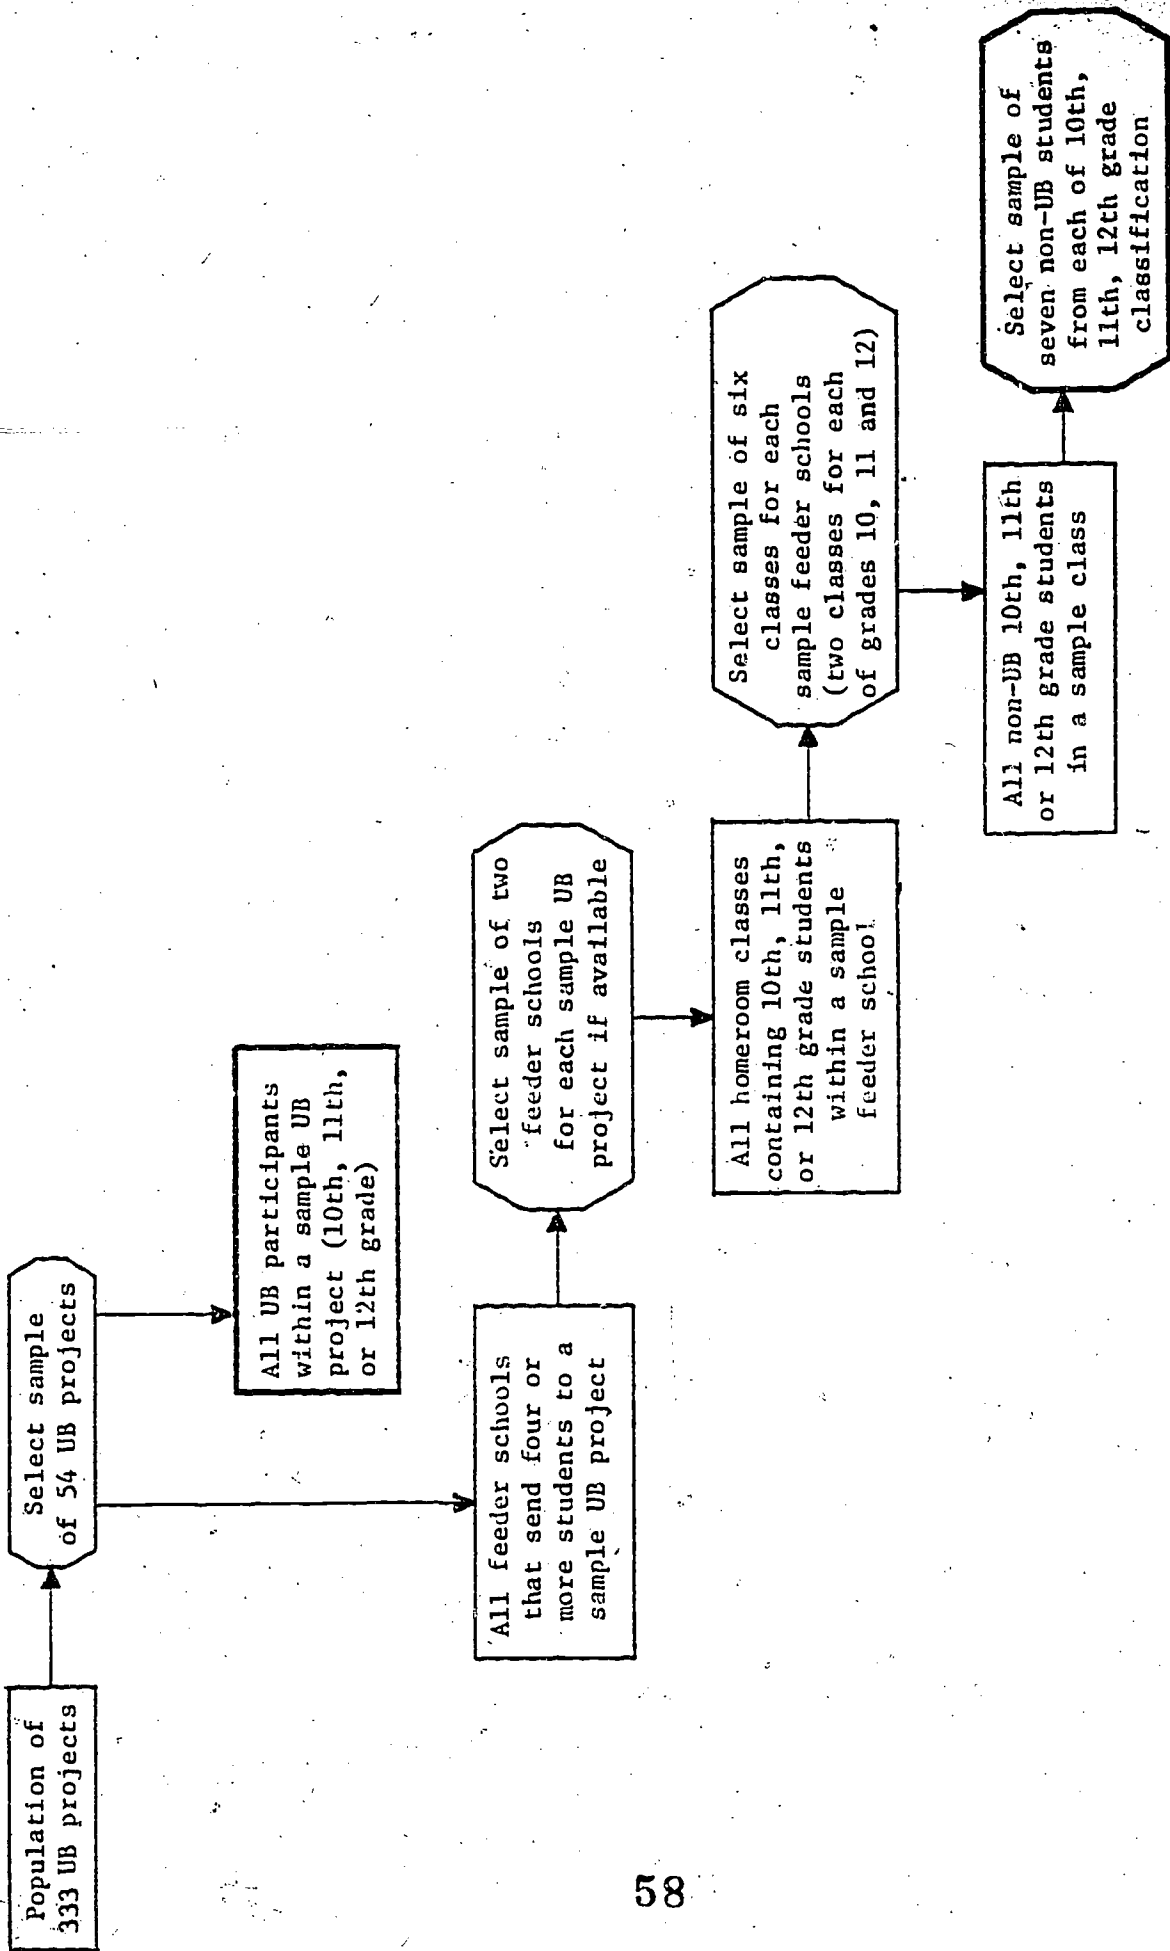 Population of
333 UB projects
Select sample
of 54 UB projects
All UB participants
within a sample UB
project (10th, 11th,
or 12th grade)
All feeder schools
that send four or
more students to a
sample UB project
Select sample of two
feeder schools
for each sample UB
project if available
All homeroom classes
containing 10th, 11th,
or 12th grade students
within a sample
feeder school
Select sample of six
classes for each
sample feeder schools
(two classes for each
of grades 10, 11 and 12)
All non-UB 10th, 11th
or 12th grade students
in a sample class
Select sample of
seven non-UB students
from each of 10th,
11th, 12th grade
classification
58